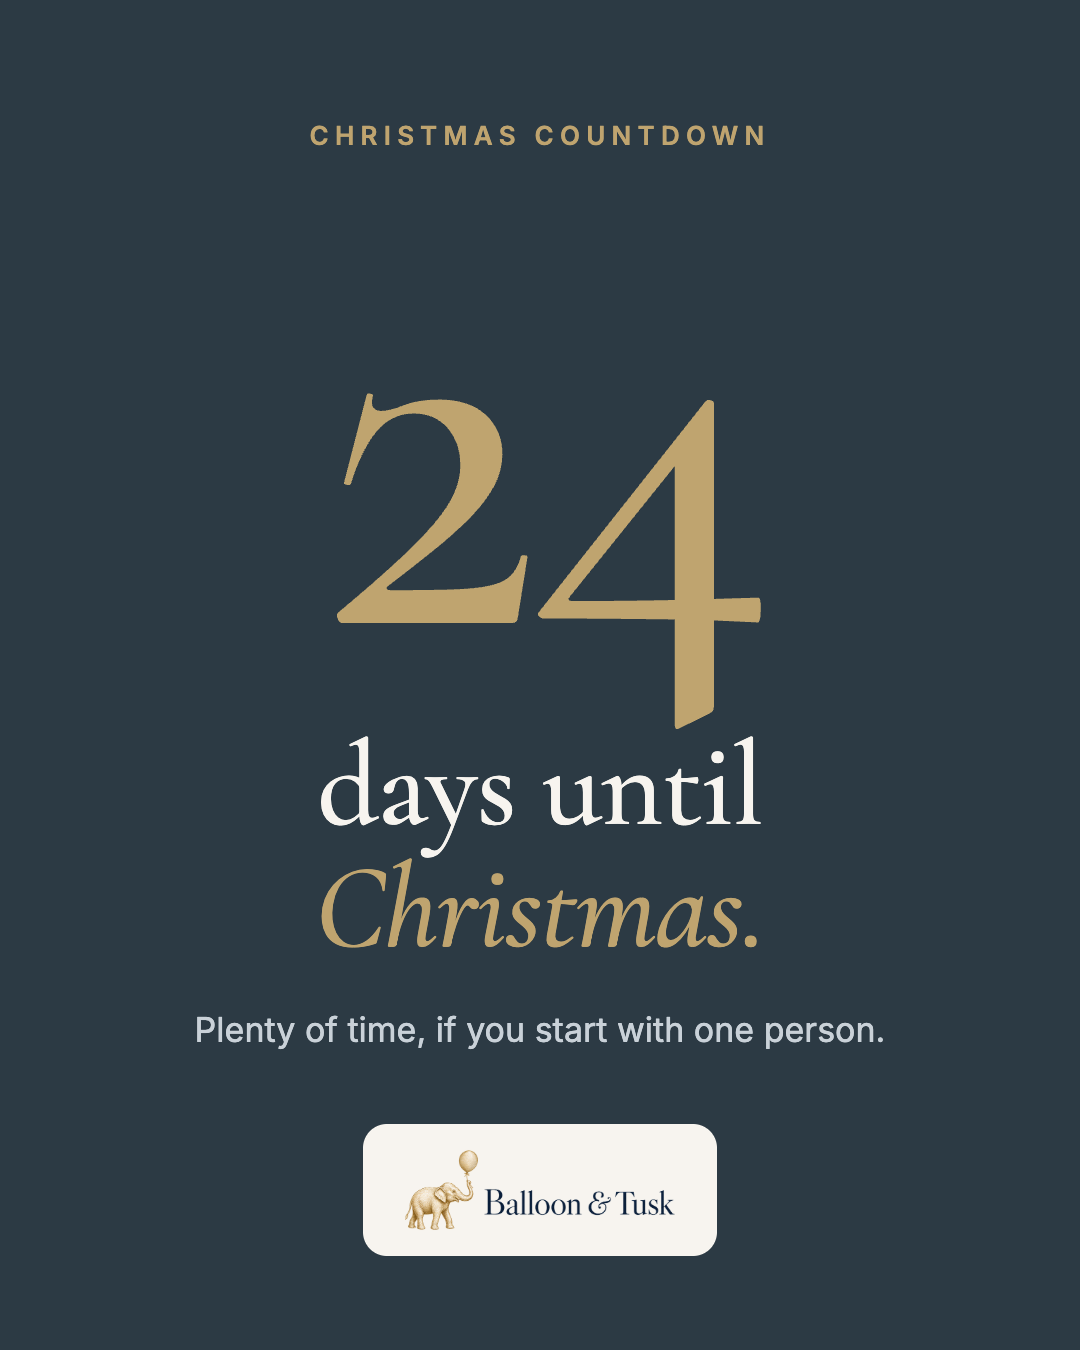 CHRISTMAS COUNTDOWN
24
days until
Christmas.
Plenty of time, if you start with one person.
Balloon & Tusk